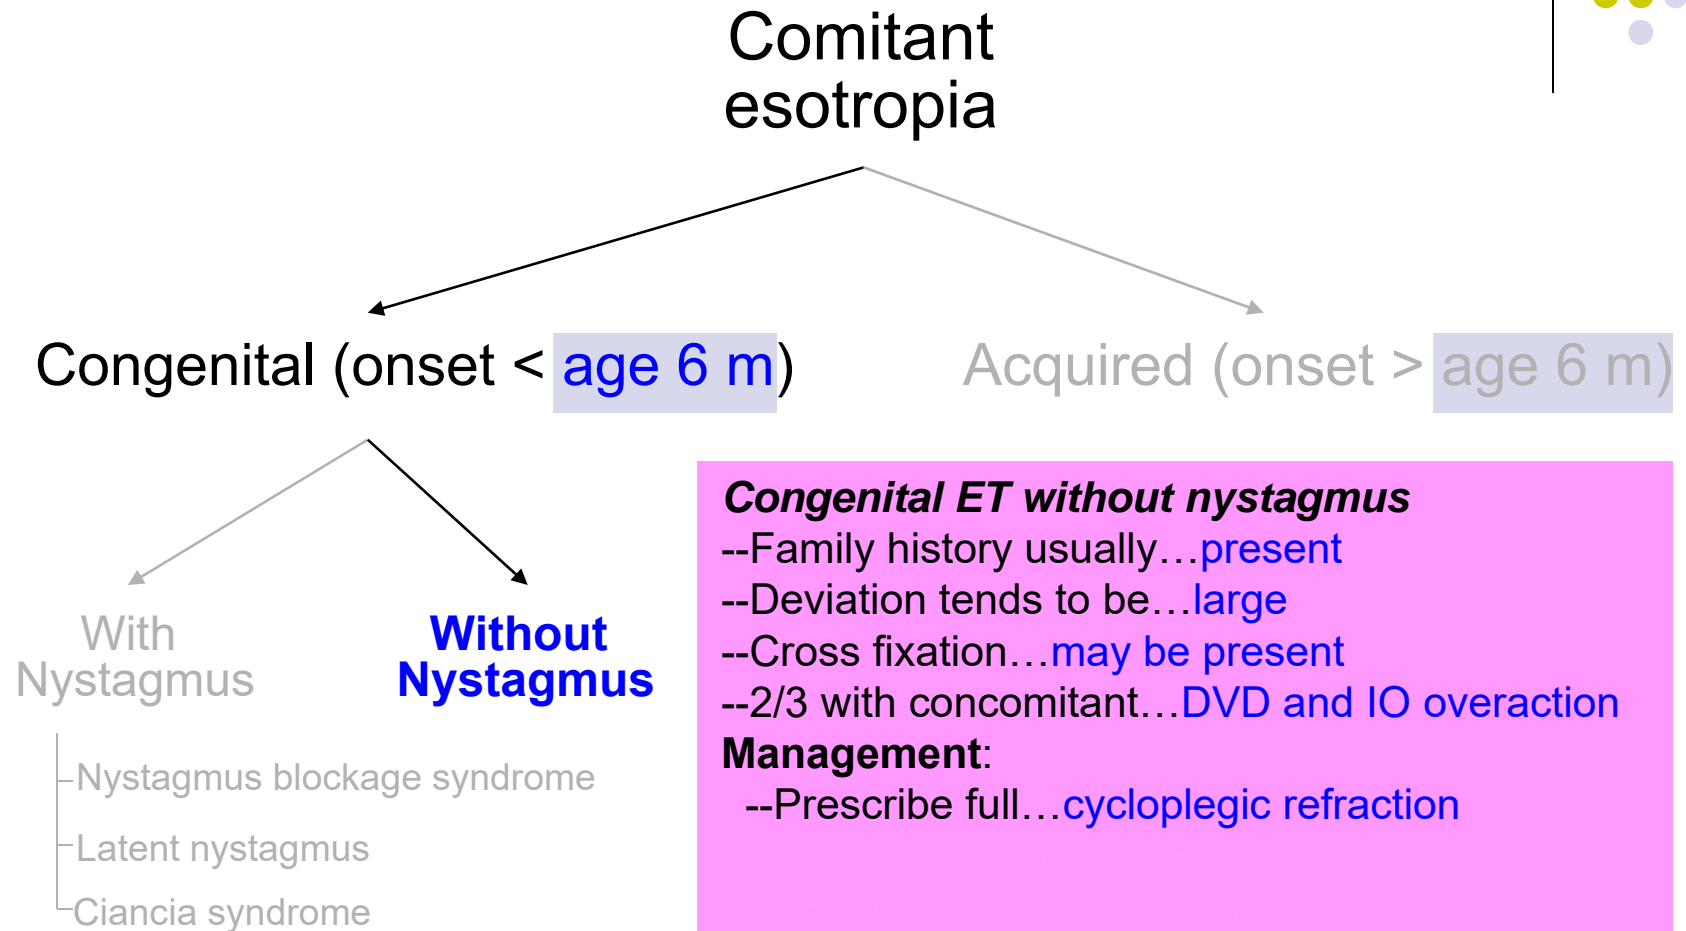 Comitant
esotropia
Congenital (onset < age 6 m)
Acquired (onset > age 6 m)
With
Nystagmus
Without
Nystagmus
Nystagmus blockage syndrome
Latent nystagmus
Ciancia syndrome
Congenital ET without nystagmus
--Family history usually…present
--Deviation tends to be…large
--Cross fixation…may be present
--2/3 with concomitant…DVD and IO overaction
Management:
--Prescribe full…cycloplegic refraction